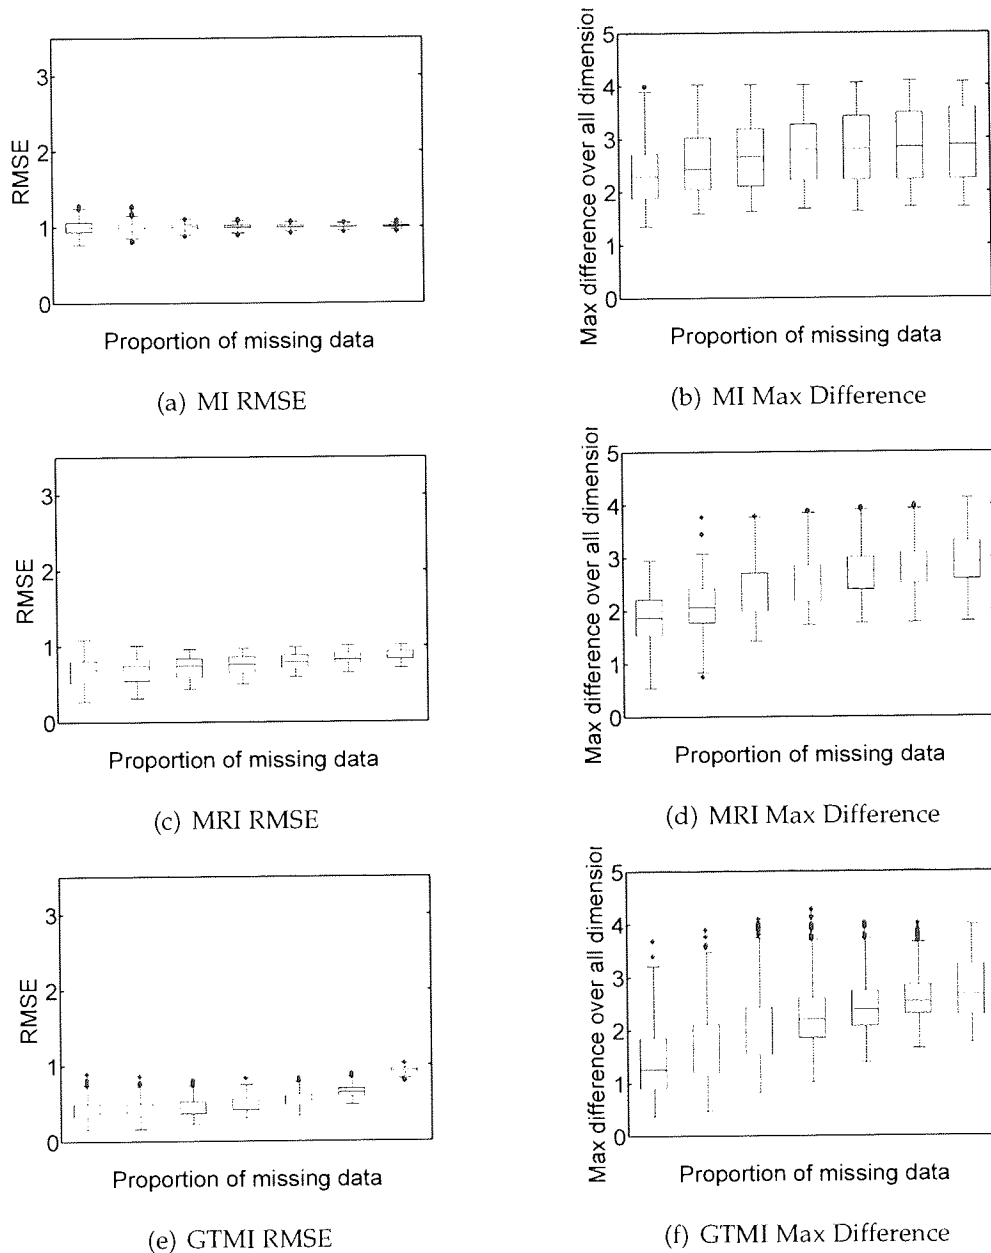 3
2
1
0
RMSE
Proportion of missing data
(a) MI RMSE
5
4
3
2
1
0
Max difference over all dimension
Proportion of missing data
(b) MI Max Difference
3
2
1
0
RMSE
Proportion of missing data
(c) MRI RMSE
5
4
3
2
1
0
Max difference over all dimension
Proportion of missing data
(d) MRI Max Difference
3
2
1
0
RMSE
Proportion of missing data
(e) GTMI RMSE
5
4
3
2
1
0
Max difference over all dimension
Proportion of missing data
(f) GTMI Max Difference